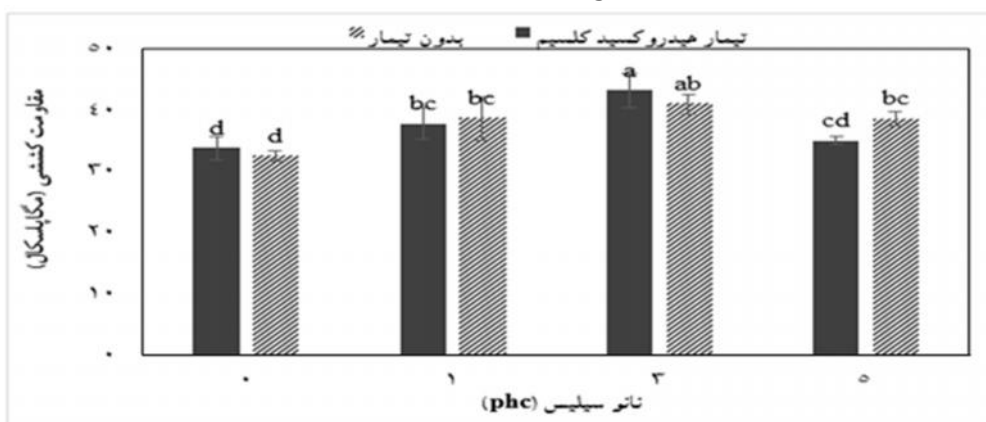 تیمار هیدروکسید کلسیم
بدون تیمار
مقاومت کششی (مگاپاسکال)
۵۰
۴۰
۳۰
۲۰
۱۰
۰
d d
bc bc
a ab
cd bc
۰ ۱ ۳ ۵
نانو سیلیس (phc)